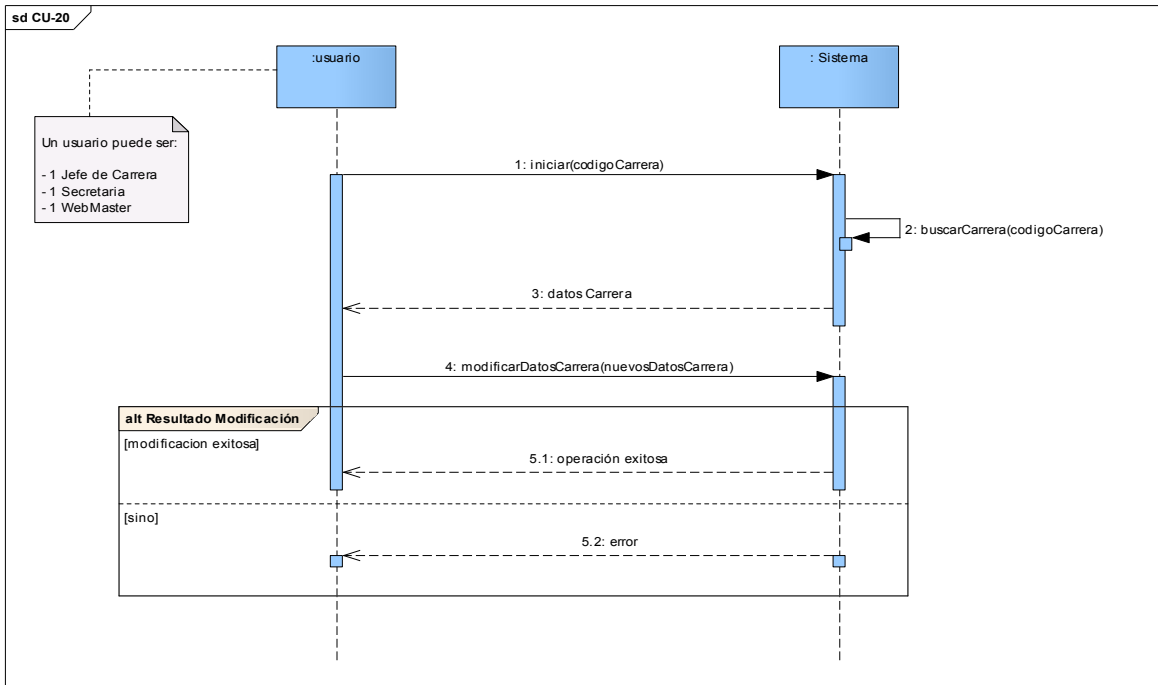 sd CU-20
:usuario
: Sistema
Un usuario puede ser:
- 1 Jefe de Carrera
- 1 Secretaria
- 1 WebMaster
1: iniciar(codigoCarrera)
2: buscarCarrera(codigoCarrera)
3: datosCarrera
4: modificarDatosCarrera(nuevosDatosCarrera)
alt Resultado Modificación
[modificacion exitosa]
5.1: operación exitosa
[sino]
5.2: error